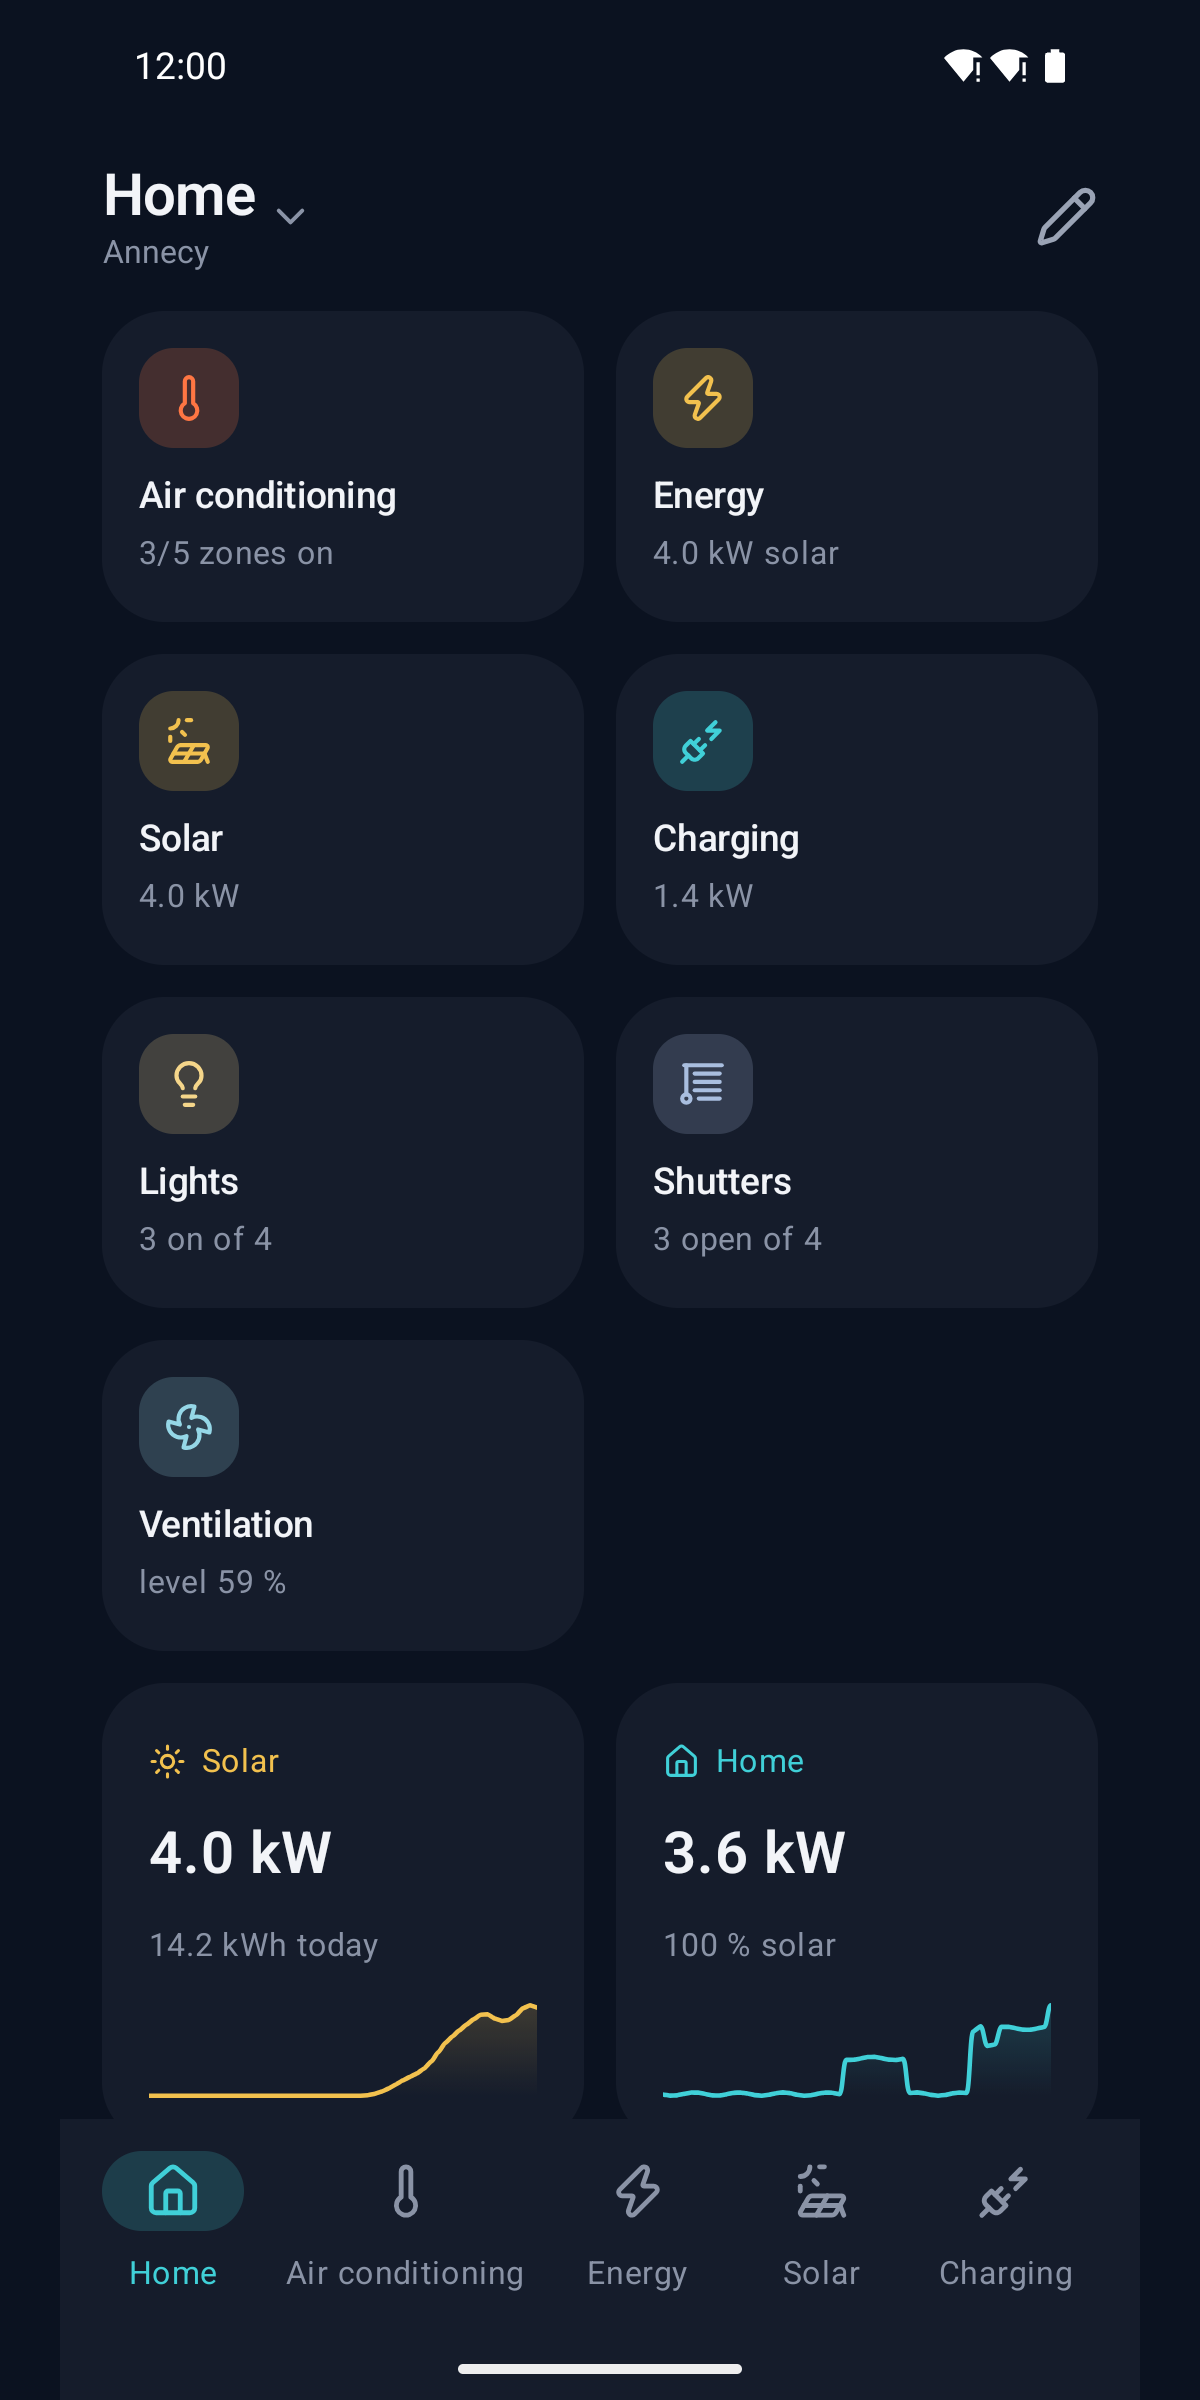 12:00
Home
Annecy
Air conditioning
3/5 zones on
Energy
4.0 kW solar
Solar
4.0 kW
Charging
1.4 kW
Lights
3 on of 4
Shutters
3 open of 4
Ventilation
level 59 %
Solar
4.0 kW
14.2 kWh today
Home
3.6 kW
100 % solar
Home
Air conditioning
Energy
Solar
Charging